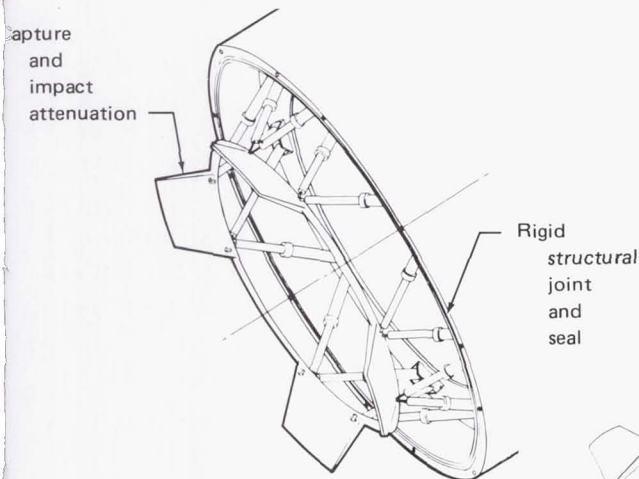 apture
and
impact
attenuation
Rigid
structural
joint
and
seal